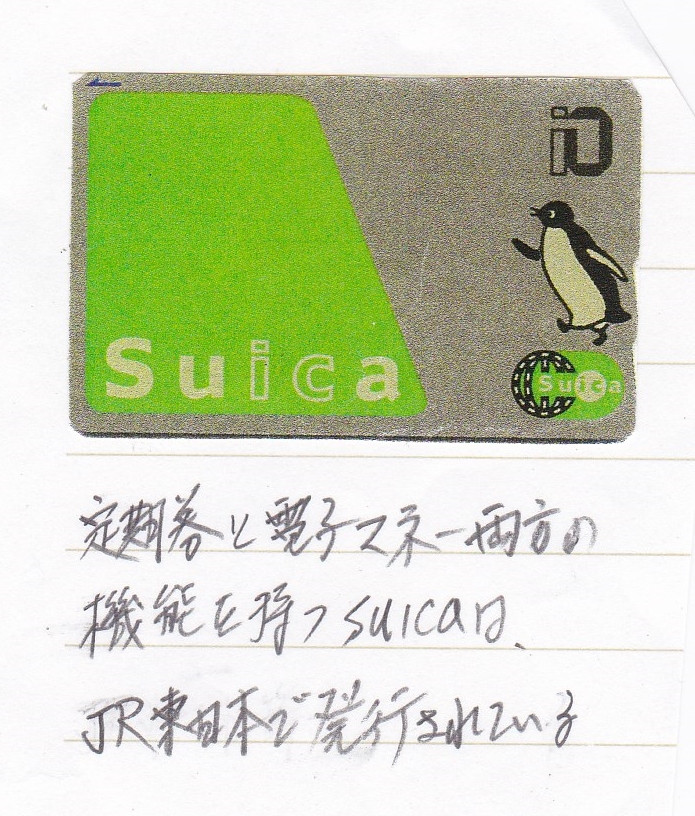 iD
Suica
Suica
定期券と電子マネー両方の
機能を持つSUICAは、
JR東日本で発行されている